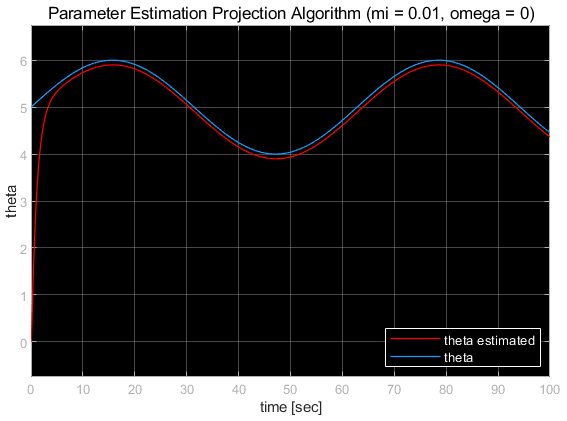 Parameter Estimation Projection Algorithm (mi = 0.01, omega = 0)
theta
6
5
4
3
2
1
0
theta estimated
theta
0 10 20 30 40 50 60 70 80 90 100
time [sec]